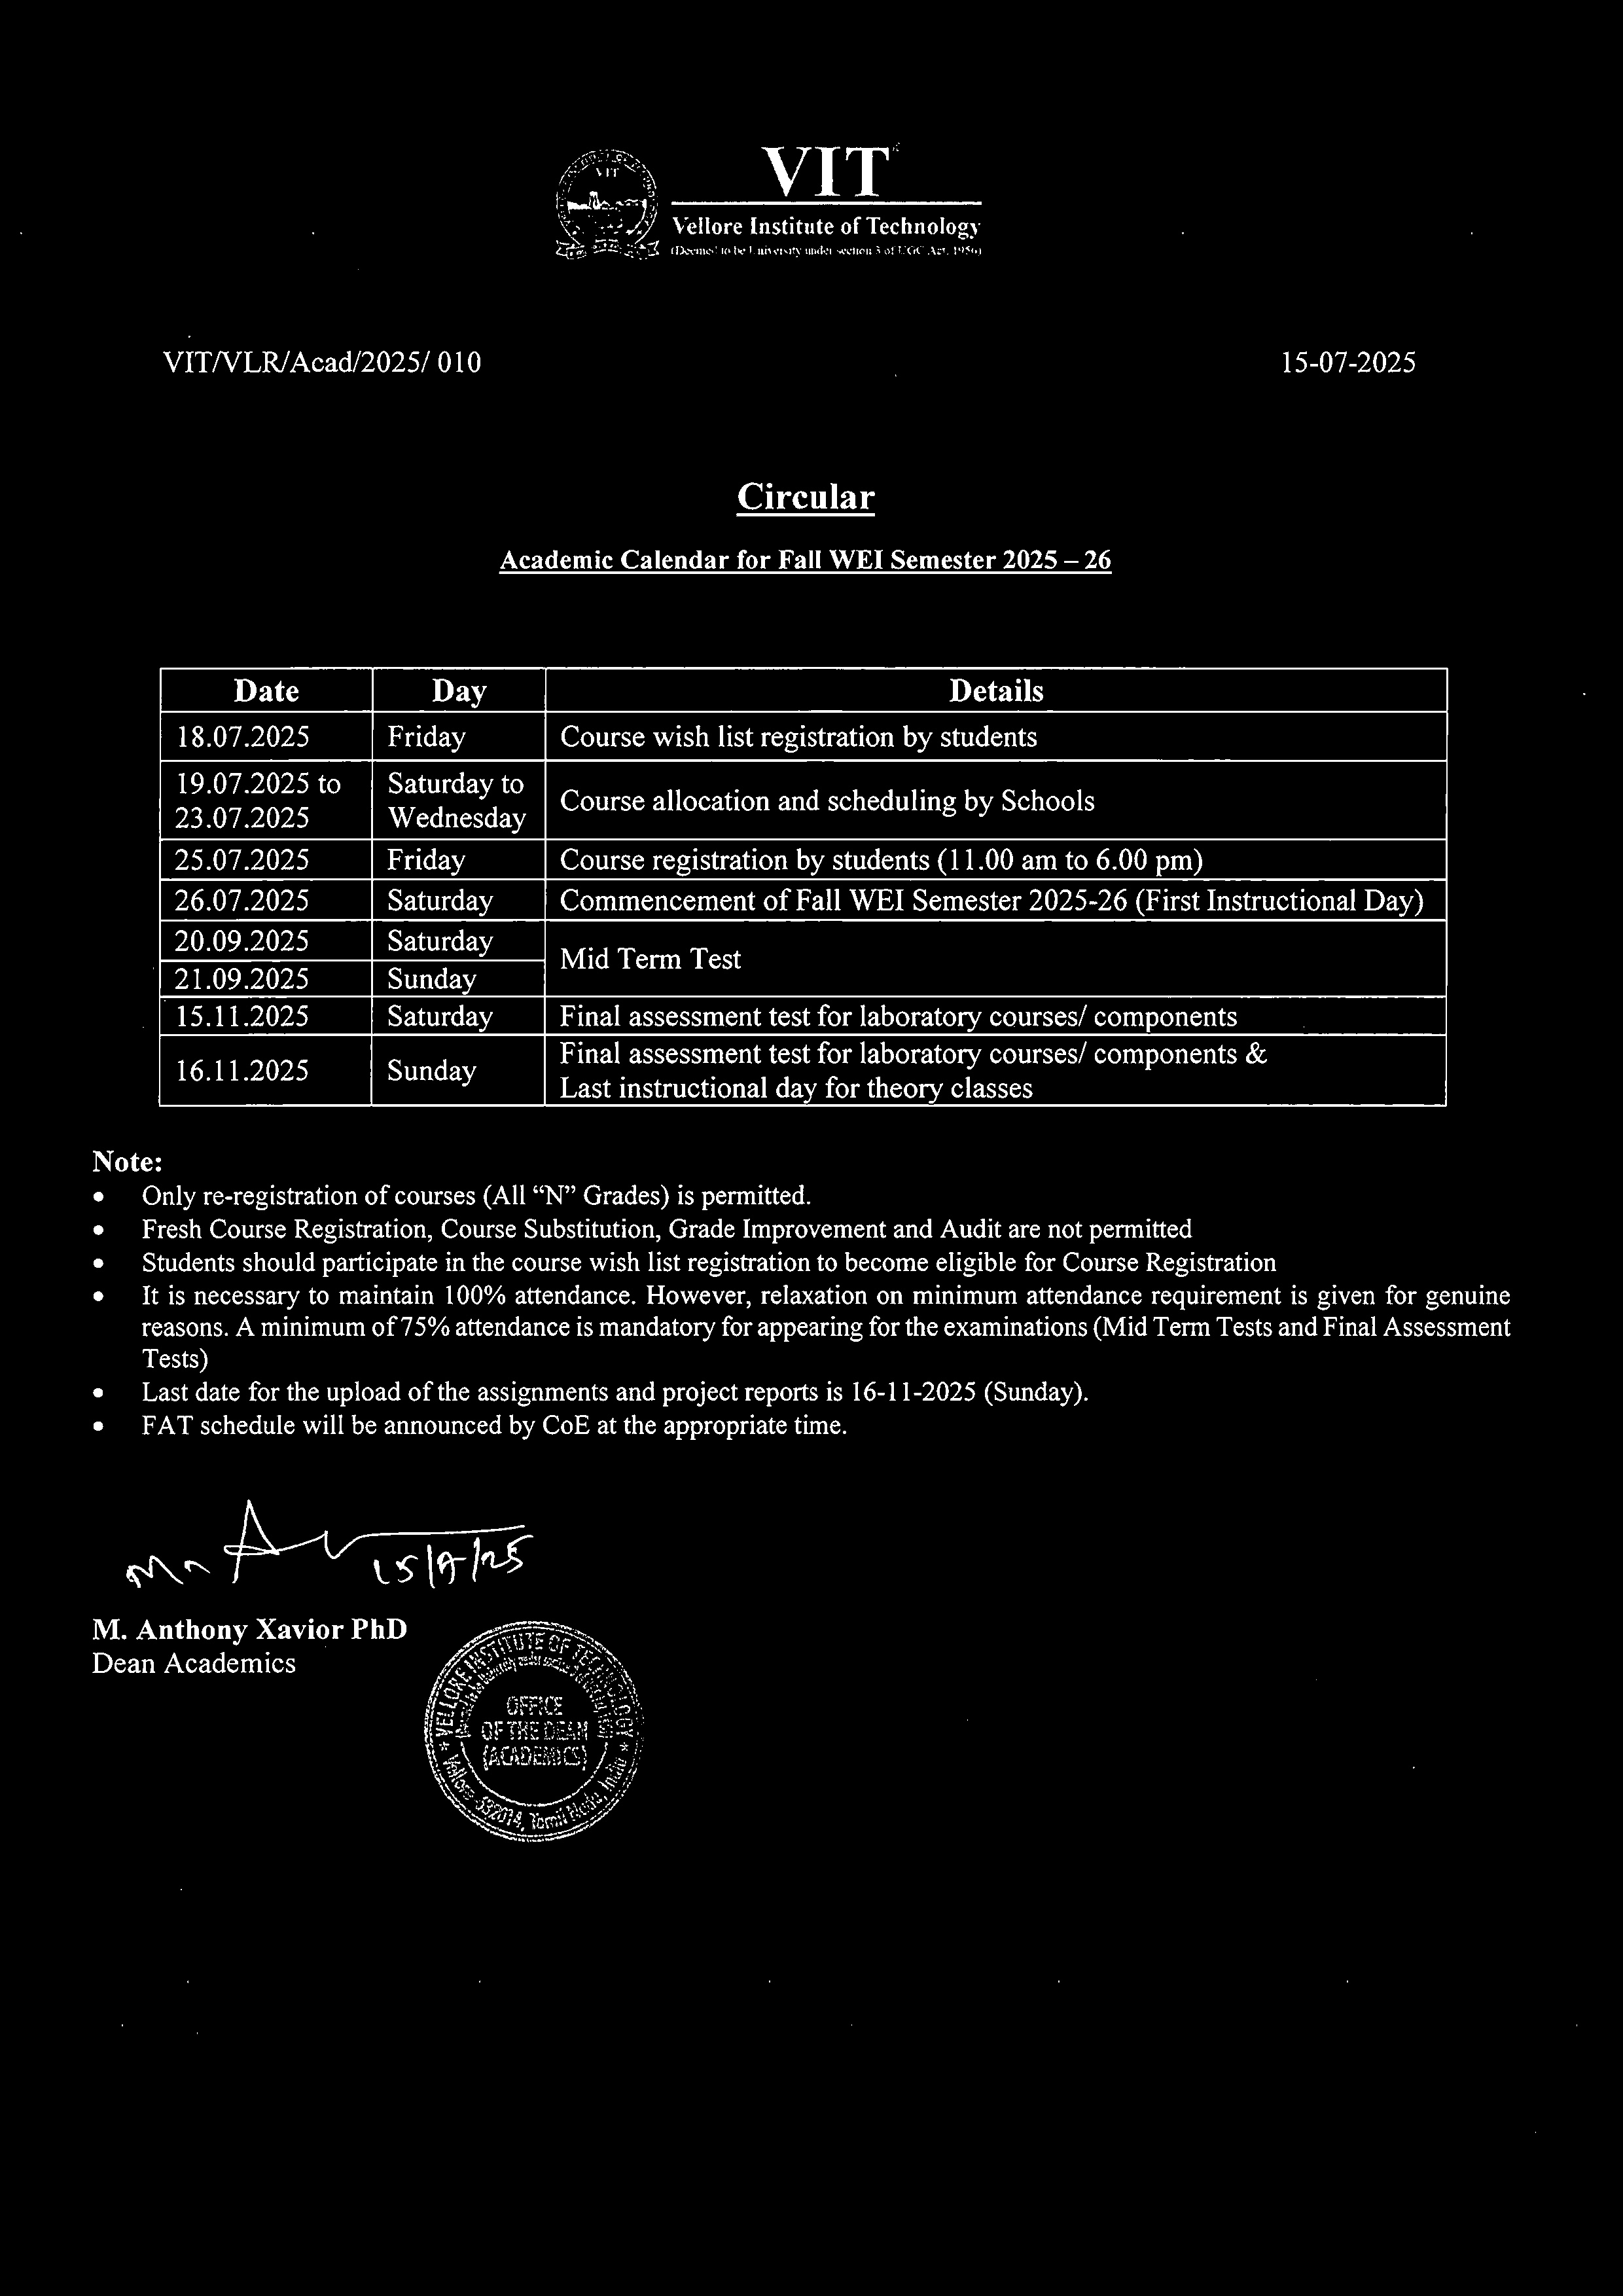 VIT
VIT
Vellore Institute of Technology
(Deemed to be University under section 3 of UGC Act, 1956)
VIT/VLR/Acad/2025/ 010
15-07-2025
Circular
Academic Calendar for Fall WEI Semester 2025 – 26
Date Day Details
18.07.2025 Friday Course wish list registration by students
19.07.2025 to Saturday to
23.07.2025 Wednesday
Course allocation and scheduling by Schools
25.07.2025 Friday Course registration by students (11.00 am to 6.00 pm)
26.07.2025 Saturday Commencement of Fall WEI Semester 2025-26 (First Instructional Day)
20.09.2025 Saturday
Mid Term Test
21.09.2025 Sunday
15.11.2025 Saturday Final assessment test for laboratory courses/ components
16.11.2025 Sunday Final assessment test for laboratory courses/ components &
Last instructional day for theory classes
Note:
• Only re-registration of courses (All “N” Grades) is permitted.
• Fresh Course Registration, Course Substitution, Grade Improvement and Audit are not permitted
• Students should participate in the course wish list registration to become eligible for Course Registration
• It is necessary to maintain 100% attendance. However, relaxation on minimum attendance requirement is given for genuine
reasons. A minimum of 75% attendance is mandatory for appearing for the examinations (Mid Term Tests and Final Assessment
Tests)
• Last date for the upload of the assignments and project reports is 16-11-2025 (Sunday).
• FAT schedule will be announced by CoE at the appropriate time.
15/7/25
M. Anthony Xavior PhD
Dean Academics
VELLORE INSTITUTE OF TECHNOLOGY
OFFICE
OF THE DEAN
(ACADEMICS)
Vellore-632014, Tamil Nadu, India